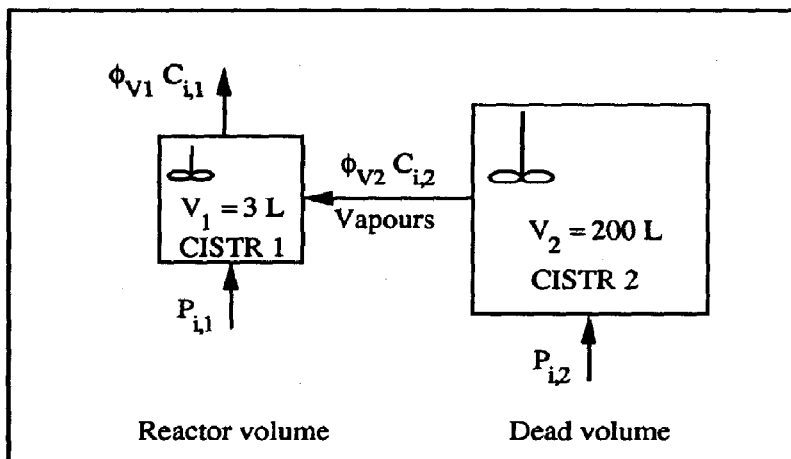 ϕV1 Ci,1
V1 = 3 L
CISTR 1
Pi,1
ϕV2 Ci,2
Vapours
V2 = 200 L
CISTR 2
Pi,2
Reactor volume
Dead volume